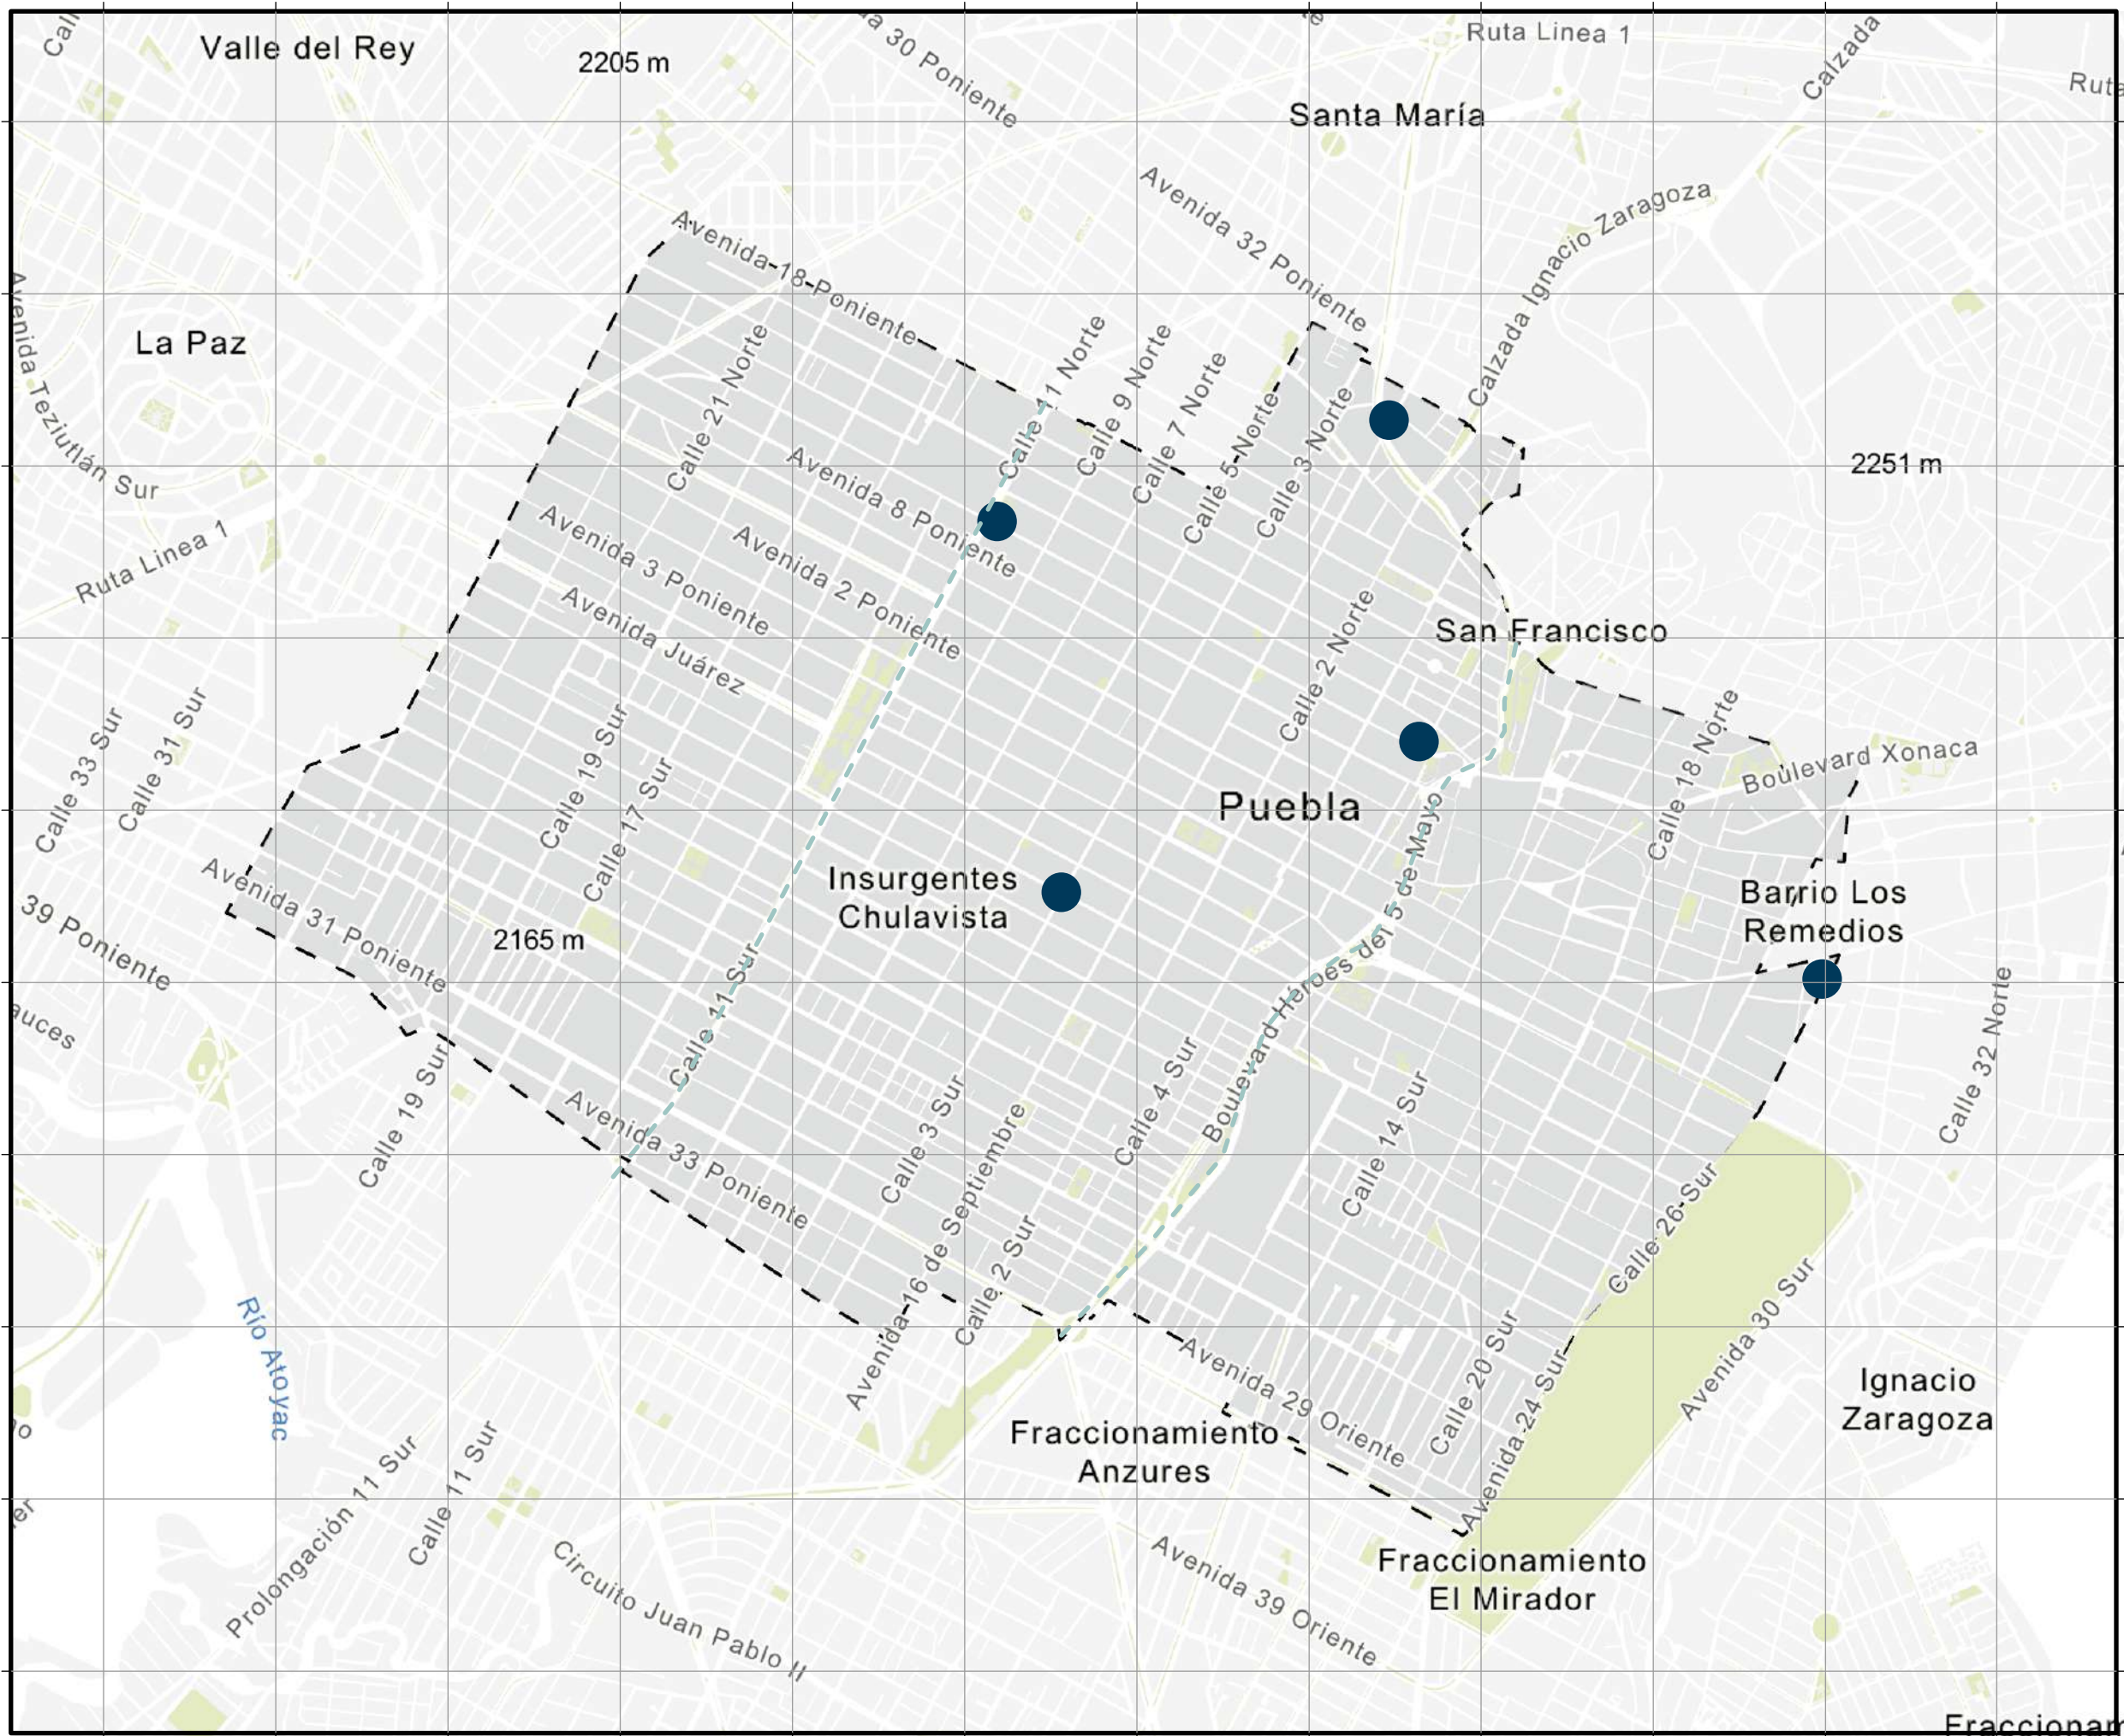 Valle del Rey
2205 m
30 Poniente
Ruta Linea 1
Calzada
Santa María
Avenida 32 Poniente
Calzada Ignacio Zaragoza
Avenida 18 Poniente
La Paz
Avenida Teziutlán Sur
Calle 21 Norte
Calle 11 Norte
Calle 9 Norte
Calle 7 Norte
Calle 5 Norte
Calle 3 Norte
2251 m
Avenida 8 Poniente
Avenida 3 Poniente
Avenida 2 Poniente
Ruta Linea 1
Avenida Juárez
Calle 2 Norte
San Francisco
Calle 33 Sur
Calle 31 Sur
Calle 19 Sur
Calle 17 Sur
Calle 18 Norte
Boulevard Xonaca
Puebla
Insurgentes
Chulavista
Barrio Los
Remedios
Avenida 31 Poniente
39 Poniente
2165 m
Calle 11 Sur
Boulevard Héroes del 5 de Mayo
Calle 32 Norte
Calle 19 Sur
Avenida 33 Poniente
Calle 3 Sur
Avenida 16 de Septiembre
Calle 2 Sur
Calle 4 Sur
Calle 14 Sur
Calle 26 Sur
Avenida 30 Sur
Río Atoyac
Avenida 29 Oriente
Calle 20 Sur
Avenida 24 Sur
Ignacio
Zaragoza
Fraccionamiento
Anzures
Prolongación 11 Sur
Calle 11 Sur
Circuito Juan Pablo II
Avenida 39 Oriente
Fraccionamiento
El Mirador